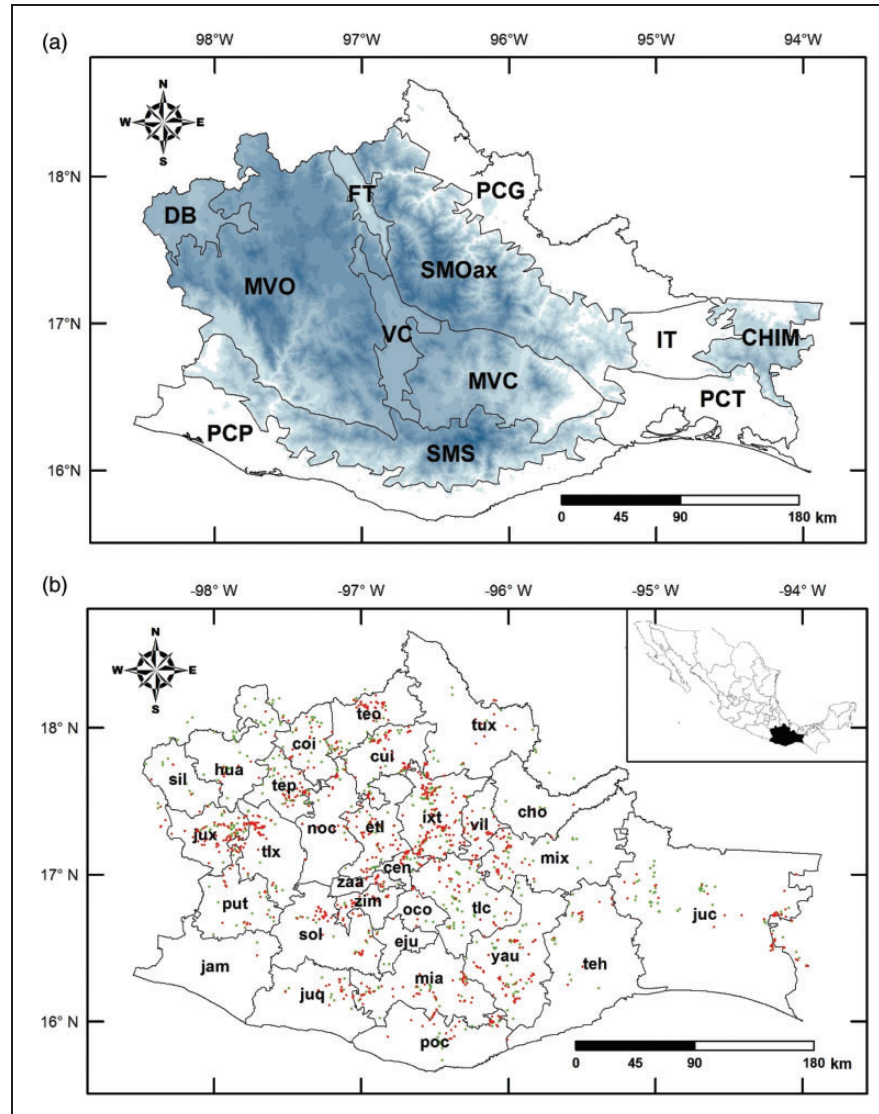 (a)
98°W 97°W 96°W 95°W 94°W
N
W E
S
18°N
17°N
16°N
PCG
FT
DB
SMOax
MVO
VC
IT
CHIM
MVC
PCT
PCP
SMS
0 45 90 180 km
(b)
-98° W -97° W -96° W -95° W -94° W
N
W E
S
18° N
17° N
16° N
teo
tux
coi
cui
sil
hua
tep
cho
ixt
jux
noc
etl
vil
tlx
mix
cen
zaa
zim
put
oco
tlc
juc
sol
eju
yau
teh
jam
juq
mia
poc
0 45 90 180 km